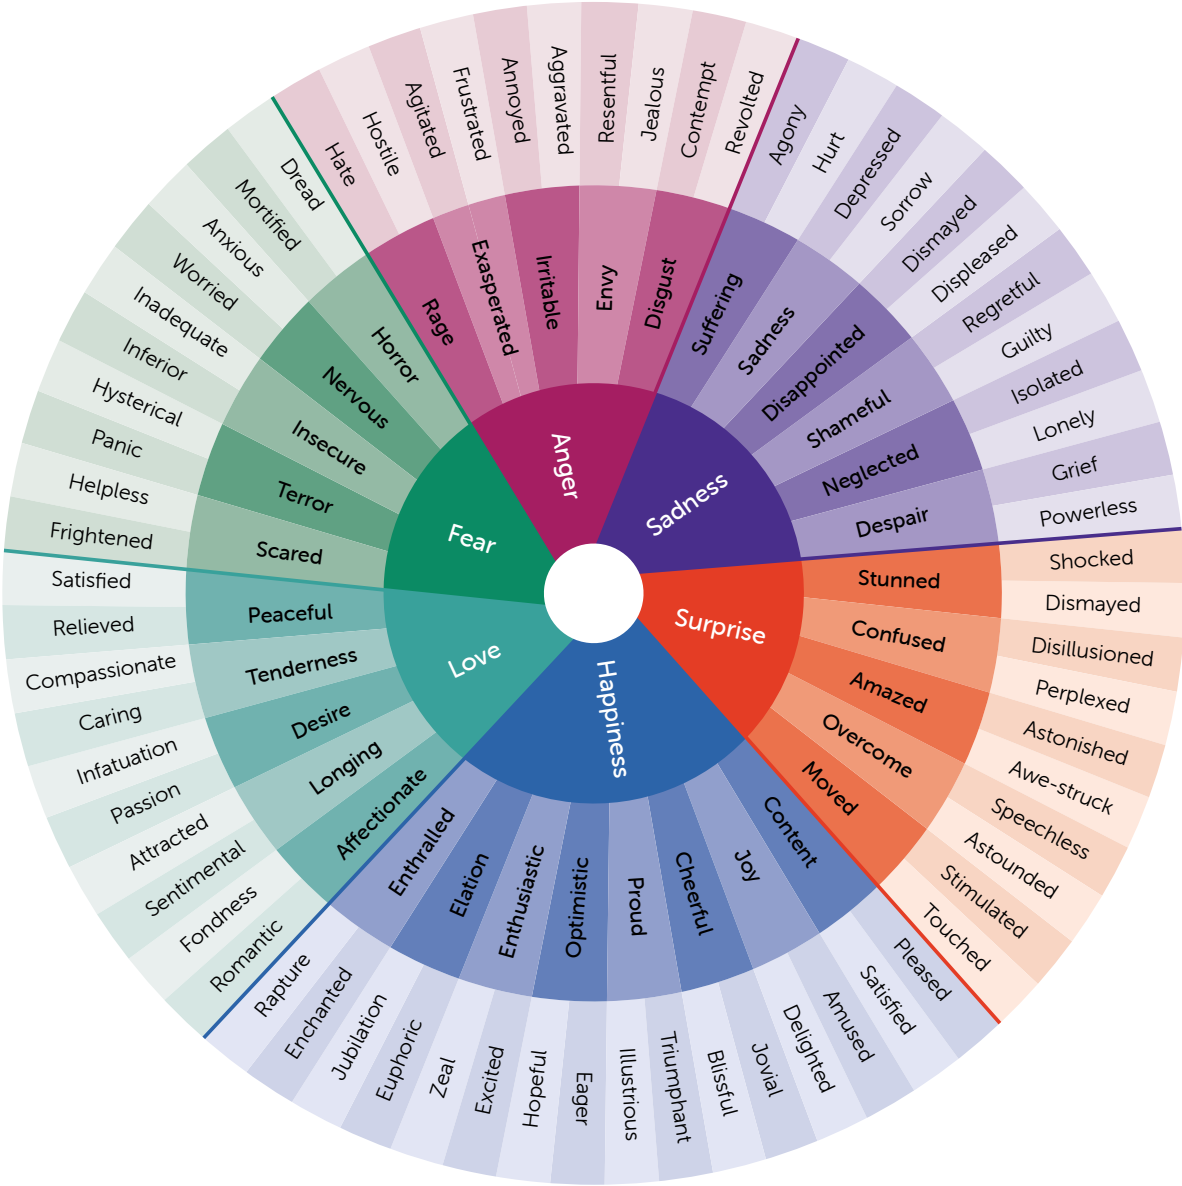 Anger
Sadness
Surprise
Happiness
Love
Fear
Rage
Exasperated
Irritable
Envy
Disgust
Suffering
Sadness
Disappointed
Shameful
Neglected
Despair
Stunned
Confused
Amazed
Overcome
Moved
Content
Joy
Cheerful
Proud
Optimistic
Enthusiastic
Elation
Enthralled
Affectionate
Longing
Desire
Tenderness
Peaceful
Scared
Terror
Insecure
Nervous
Horror
Hate
Hostile
Agitated
Frustrated
Annoyed
Aggravated
Resentful
Jealous
Contempt
Revolted
Agony
Hurt
Depressed
Sorrow
Dismayed
Displeased
Regretful
Guilty
Isolated
Lonely
Grief
Powerless
Shocked
Dismayed
Disillusioned
Perplexed
Astonished
Awe-struck
Speechless
Astounded
Stimulated
Touched
Pleased
Satisfied
Amused
Delighted
Jovial
Blissful
Triumphant
Illustrious
Eager
Hopeful
Excited
Zeal
Euphoric
Jubilation
Enchanted
Rapture
Romantic
Fondness
Sentimental
Attracted
Passion
Infatuation
Caring
Compassionate
Relieved
Satisfied
Frightened
Helpless
Panic
Hysterical
Inferior
Inadequate
Worried
Anxious
Mortified
Dread